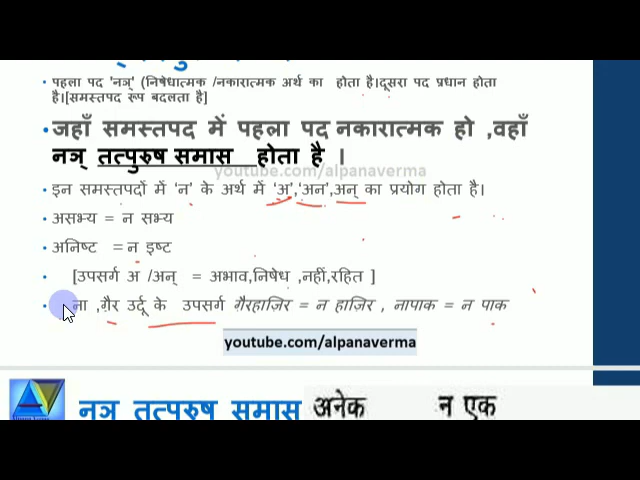 पहला पद 'नञ्' (निषेधात्मक /नकारात्मक अर्थ का होता है।दूसरा पद प्रधान होता
है।[समस्तपद रूप बदलता है]
जहाँ समस्तपद में पहला पद नकारात्मक हो ,वहाँ
नञ् तत्पुरुष समास होता है ।
youtube.com/alpanaverma
इन समस्तपदों में 'न' के अर्थ में 'अ','अन',अन् का प्रयोग होता है।
असभ्य = न सभ्य
अनिष्ट =न इष्ट
[उपसर्ग अ /अन् = अभाव,निषेध ,नहीं,रहित ]
ना ,ग़ैर उर्दू के उपसर्ग ग़ैरहाज़िर = न हाज़िर , नापाक = न पाक
youtube.com/alpanaverma
नञ् तत्पुरुष समास अनेक न एक